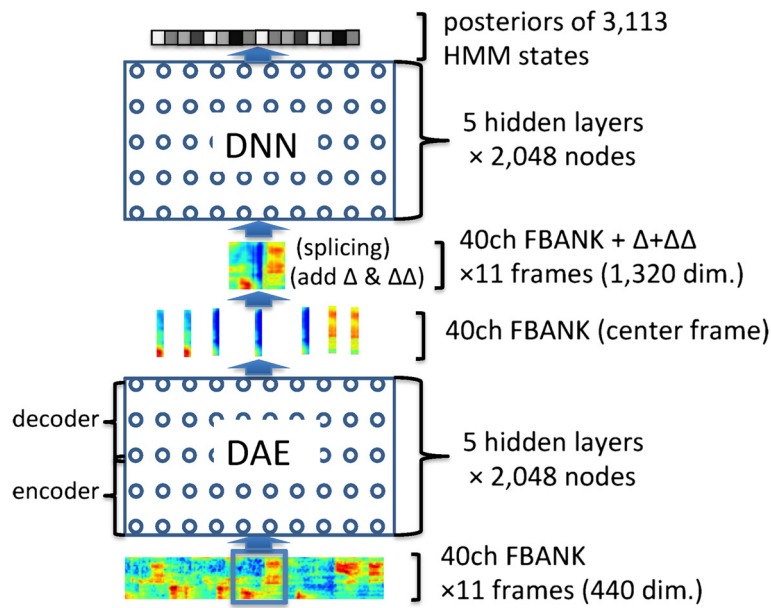 posteriors of 3,113
HMM states
DNN
5 hidden layers
× 2,048 nodes
(splicing)
(add Δ & ΔΔ)
40ch FBANK + Δ+ΔΔ
×11 frames (1,320 dim.)
40ch FBANK (center frame)
decoder
encoder
DAE
5 hidden layers
× 2,048 nodes
40ch FBANK
×11 frames (440 dim.)